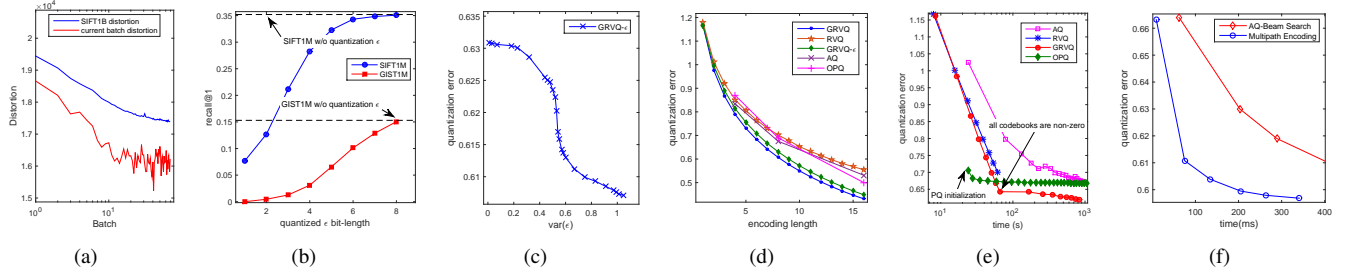 ×10⁴
2.1
2
1.9
1.8
1.7
1.6
1.5
Distortion
SIFT1B distortion
current batch distortion
10⁰
10¹
Batch
(a)
0.35
0.3
0.25
0.2
0.15
0.1
0.05
0
recall@1
SIFT1M w/o quantization ϵ
SIFT1M
GIST1M
GIST1M w/o quantization ϵ
0 2 4 6 8 10
quantized ϵ bit-length
(b)
0.635
0.63
0.625
0.62
0.615
0.61
quantization error
GRVQ-ϵ
0 0.2 0.4 0.6 0.8 1
var(ϵ)
(c)
1.2
1.1
1
0.9
0.8
0.7
0.6
0.5
quantization error
GRVQ
RVQ
GRVQ-ϵ
AQ
OPQ
0 5 10 15
encoding length
(d)
1.15
1.1
1.05
1
0.95
0.9
0.85
0.8
0.75
0.7
0.65
quantization error
AQ
RVQ
GRVQ
OPQ
all codebooks are non-zero
PQ initialization
10¹
10²
10³
time (s)
(e)
0.66
0.65
0.64
0.63
0.62
0.61
0.6
quantization error
AQ-Beam Search
Multipath Encoding
0 100 200 300 400
time(ms)
(f)